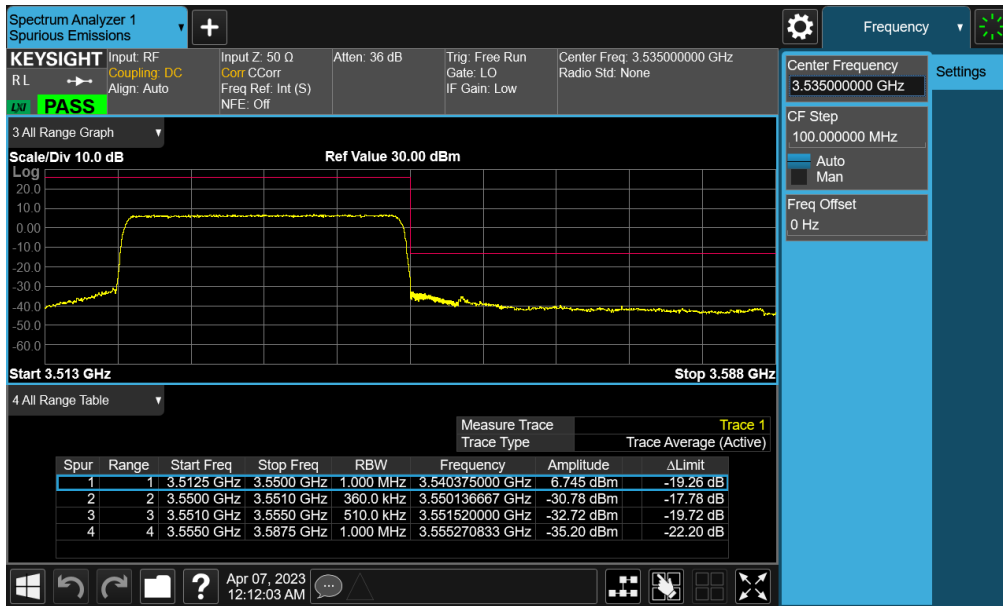 Spectrum Analyzer 1
Spurious Emissions
+
Frequency
KEYSIGHT
R L
LXI
PASS
Input: RF
Coupling: DC
Align: Auto
Input Z: 50 Ω
Corr CCorr
Freq Ref: Int (S)
NFE: Off
Atten: 36 dB
Trig: Free Run
Gate: LO
IF Gain: Low
Center Freq: 3.535000000 GHz
Radio Std: None
Center Frequency
3.535000000 GHz
Settings
CF Step
100.000000 MHz
Auto
Man
Freq Offset
0 Hz
3 All Range Graph
Scale/Div 10.0 dB
Ref Value 30.00 dBm
Log
20.0
10.0
0.00
-10.0
-20.0
-30.0
-40.0
-50.0
-60.0
Start 3.513 GHz
Stop 3.588 GHz
4 All Range Table
Measure Trace Trace 1
Trace Type Trace Average (Active)
Spur Range Start Freq Stop Freq RBW Frequency Amplitude ΔLimit
1 1 3.5125 GHz 3.5500 GHz 1.000 MHz 3.540375000 GHz 6.745 dBm -19.26 dB
2 2 3.5500 GHz 3.5510 GHz 360.0 kHz 3.550136667 GHz -30.78 dBm -17.78 dB
3 3 3.5510 GHz 3.5550 GHz 510.0 kHz 3.551520000 GHz -32.72 dBm -19.72 dB
4 4 3.5550 GHz 3.5875 GHz 1.000 MHz 3.555270833 GHz -35.20 dBm -22.20 dB
?
Apr 07, 2023
12:12:03 AM